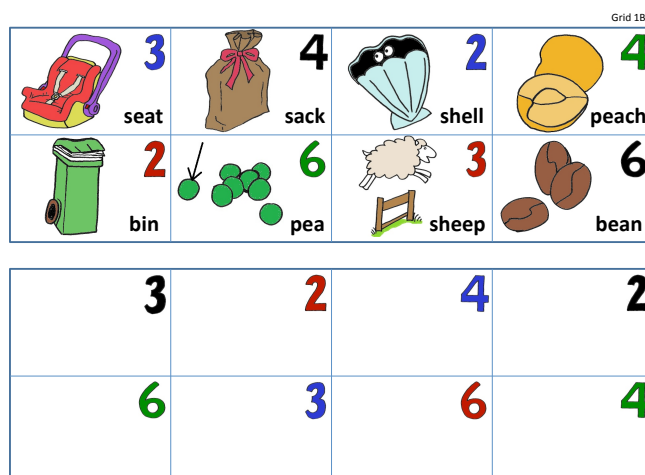 Grid 1B
3 4 2 4
seat sack shell peach
2 6 3 6
bin pea sheep bean
3 2 4 2
6 3 6 4